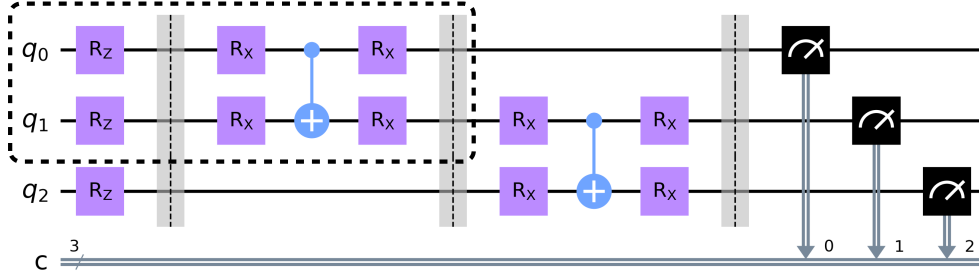 q0 RZ RX RX
q1 RZ RX RX RX RX
q2 RZ RX RX
c 3 0 1 2